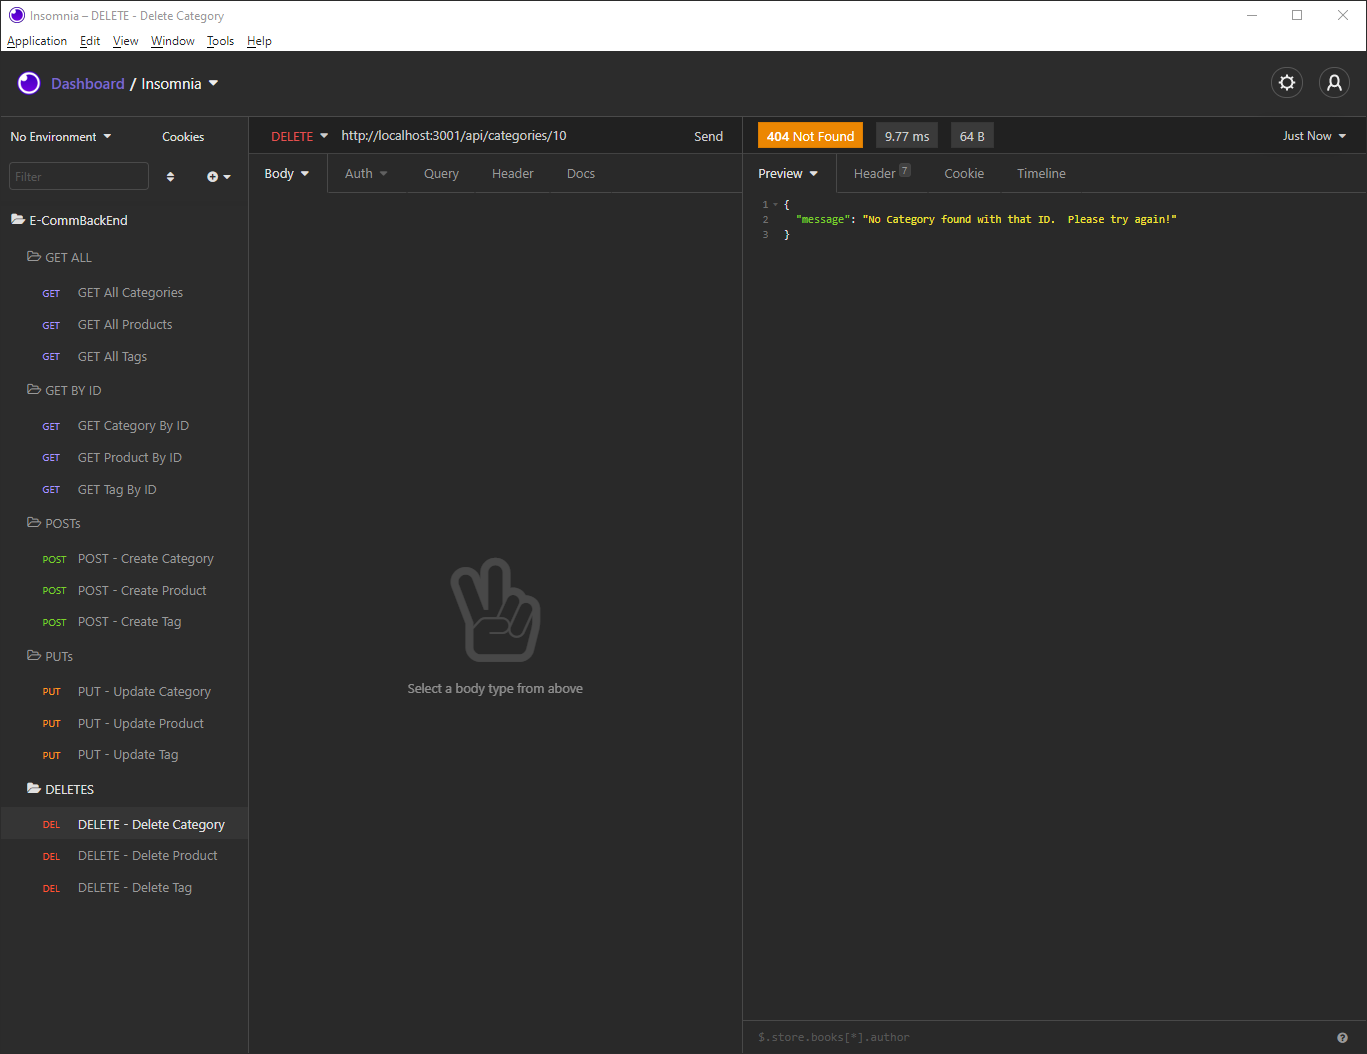 Insomnia – DELETE - Delete Category
Application Edit View Window Tools Help
Dashboard / Insomnia
No Environment Cookies
Filter
E-CommBackEnd
GET ALL
GET GET All Categories
GET GET All Products
GET GET All Tags
GET BY ID
GET GET Category By ID
GET GET Product By ID
GET GET Tag By ID
POSTs
POST POST - Create Category
POST POST - Create Product
POST POST - Create Tag
PUTs
PUT PUT - Update Category
PUT PUT - Update Product
PUT PUT - Update Tag
DELETES
DEL DELETE - Delete Category
DEL DELETE - Delete Product
DEL DELETE - Delete Tag
DELETE http://localhost:3001/api/categories/10 Send
Body Auth Query Header Docs
Select a body type from above
404 Not Found 9.77 ms 64 B Just Now
Preview Header 7 Cookie Timeline
1 {
2 "message": "No Category found with that ID.  Please try again!"
3 }
$.store.books[*].author